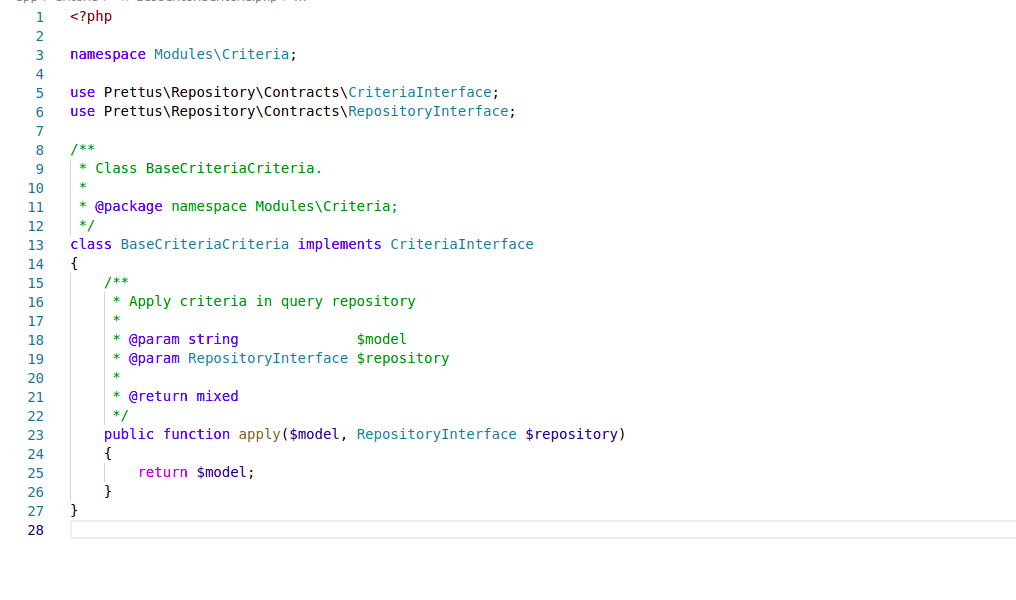 1 <?php
2
3 namespace Modules\Criteria;
4
5 use Prettus\Repository\Contracts\CriteriaInterface;
6 use Prettus\Repository\Contracts\RepositoryInterface;
7
8 /**
9  * Class BaseCriteriaCriteria.
10  *
11  * @package namespace Modules\Criteria;
12  */
13 class BaseCriteriaCriteria implements CriteriaInterface
14 {
15     /**
16      * Apply criteria in query repository
17      *
18      * @param string              $model
19      * @param RepositoryInterface $repository
20      *
21      * @return mixed
22      */
23     public function apply($model, RepositoryInterface $repository)
24     {
25         return $model;
26     }
27 }
28